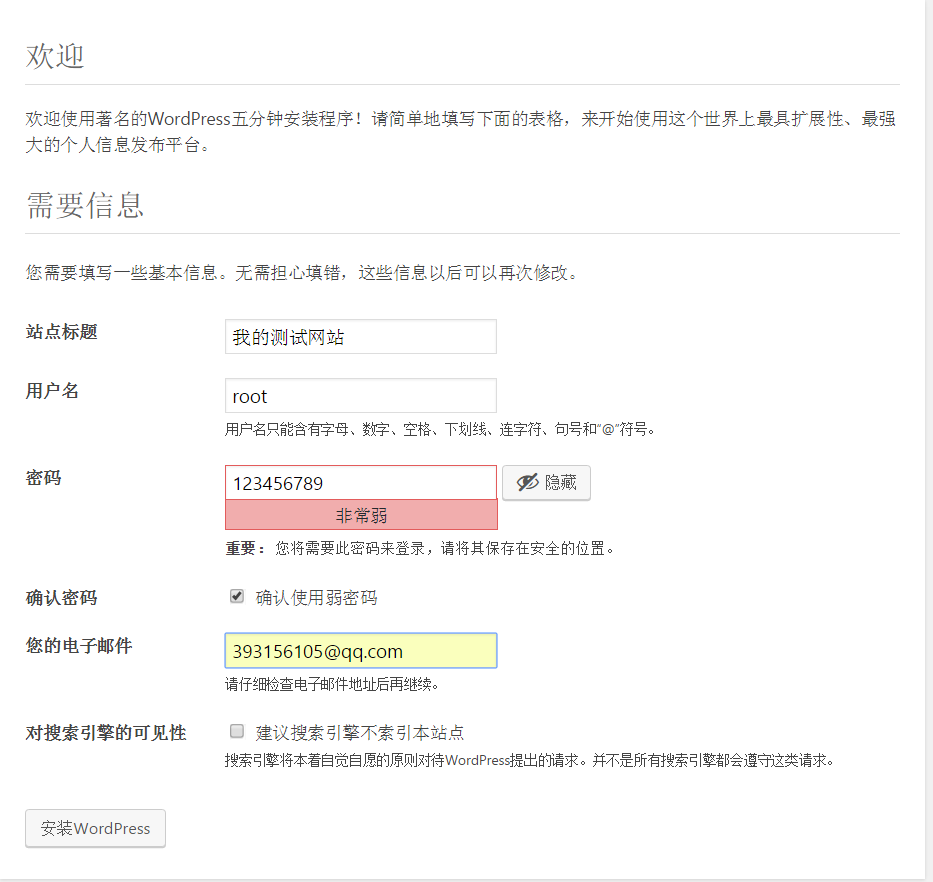 欢迎
欢迎使用著名的WordPress五分钟安装程序！请简单地填写下面的表格，来开始使用这个世界上最具扩展性、最强
大的个人信息发布平台。
需要信息
您需要填写一些基本信息。无需担心填错，这些信息以后可以再次修改。
站点标题 我的测试网站
用户名 root
用户名只能含有字母、数字、空格、下划线、连字符、句号和“@”符号。
密码 123456789 隐藏
非常弱
重要：您将需要此密码来登录，请将其保存在安全的位置。
确认密码 确认使用弱密码
您的电子邮件 393156105@qq.com
请仔细检查电子邮件地址后再继续。
对搜索引擎的可见性 建议搜索引擎不索引本站点
搜索引擎将本着自觉自愿的原则对待WordPress提出的请求。并不是所有搜索引擎都会遵守这类请求。
安装WordPress